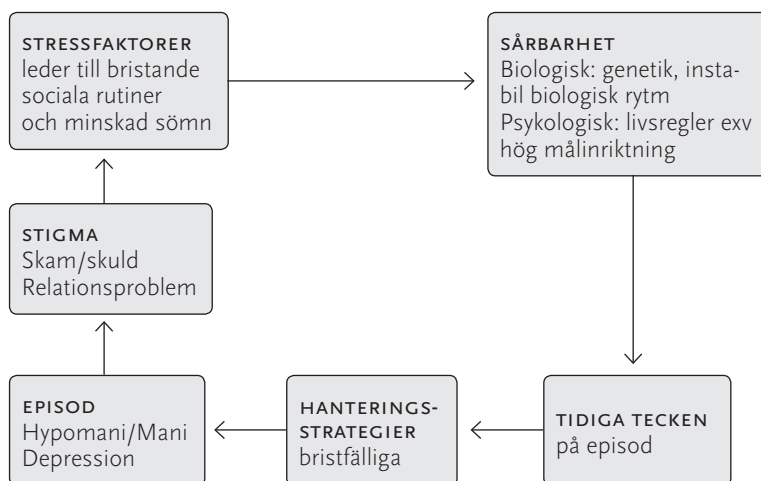 STRESSFAKTORER
leder till bristande
sociala rutiner
och minskad sömn
SÅRBARHET
Biologisk: genetik, insta-
bil biologisk rytm
Psykologisk: livsregler exv
hög målinriktning
STIGMA
Skam/skuld
Relationsproblem
EPISOD
Hypomani/Mani
Depression
HANTERINGS-
STRATEGIER
bristfälliga
TIDIGA TECKEN
på episod